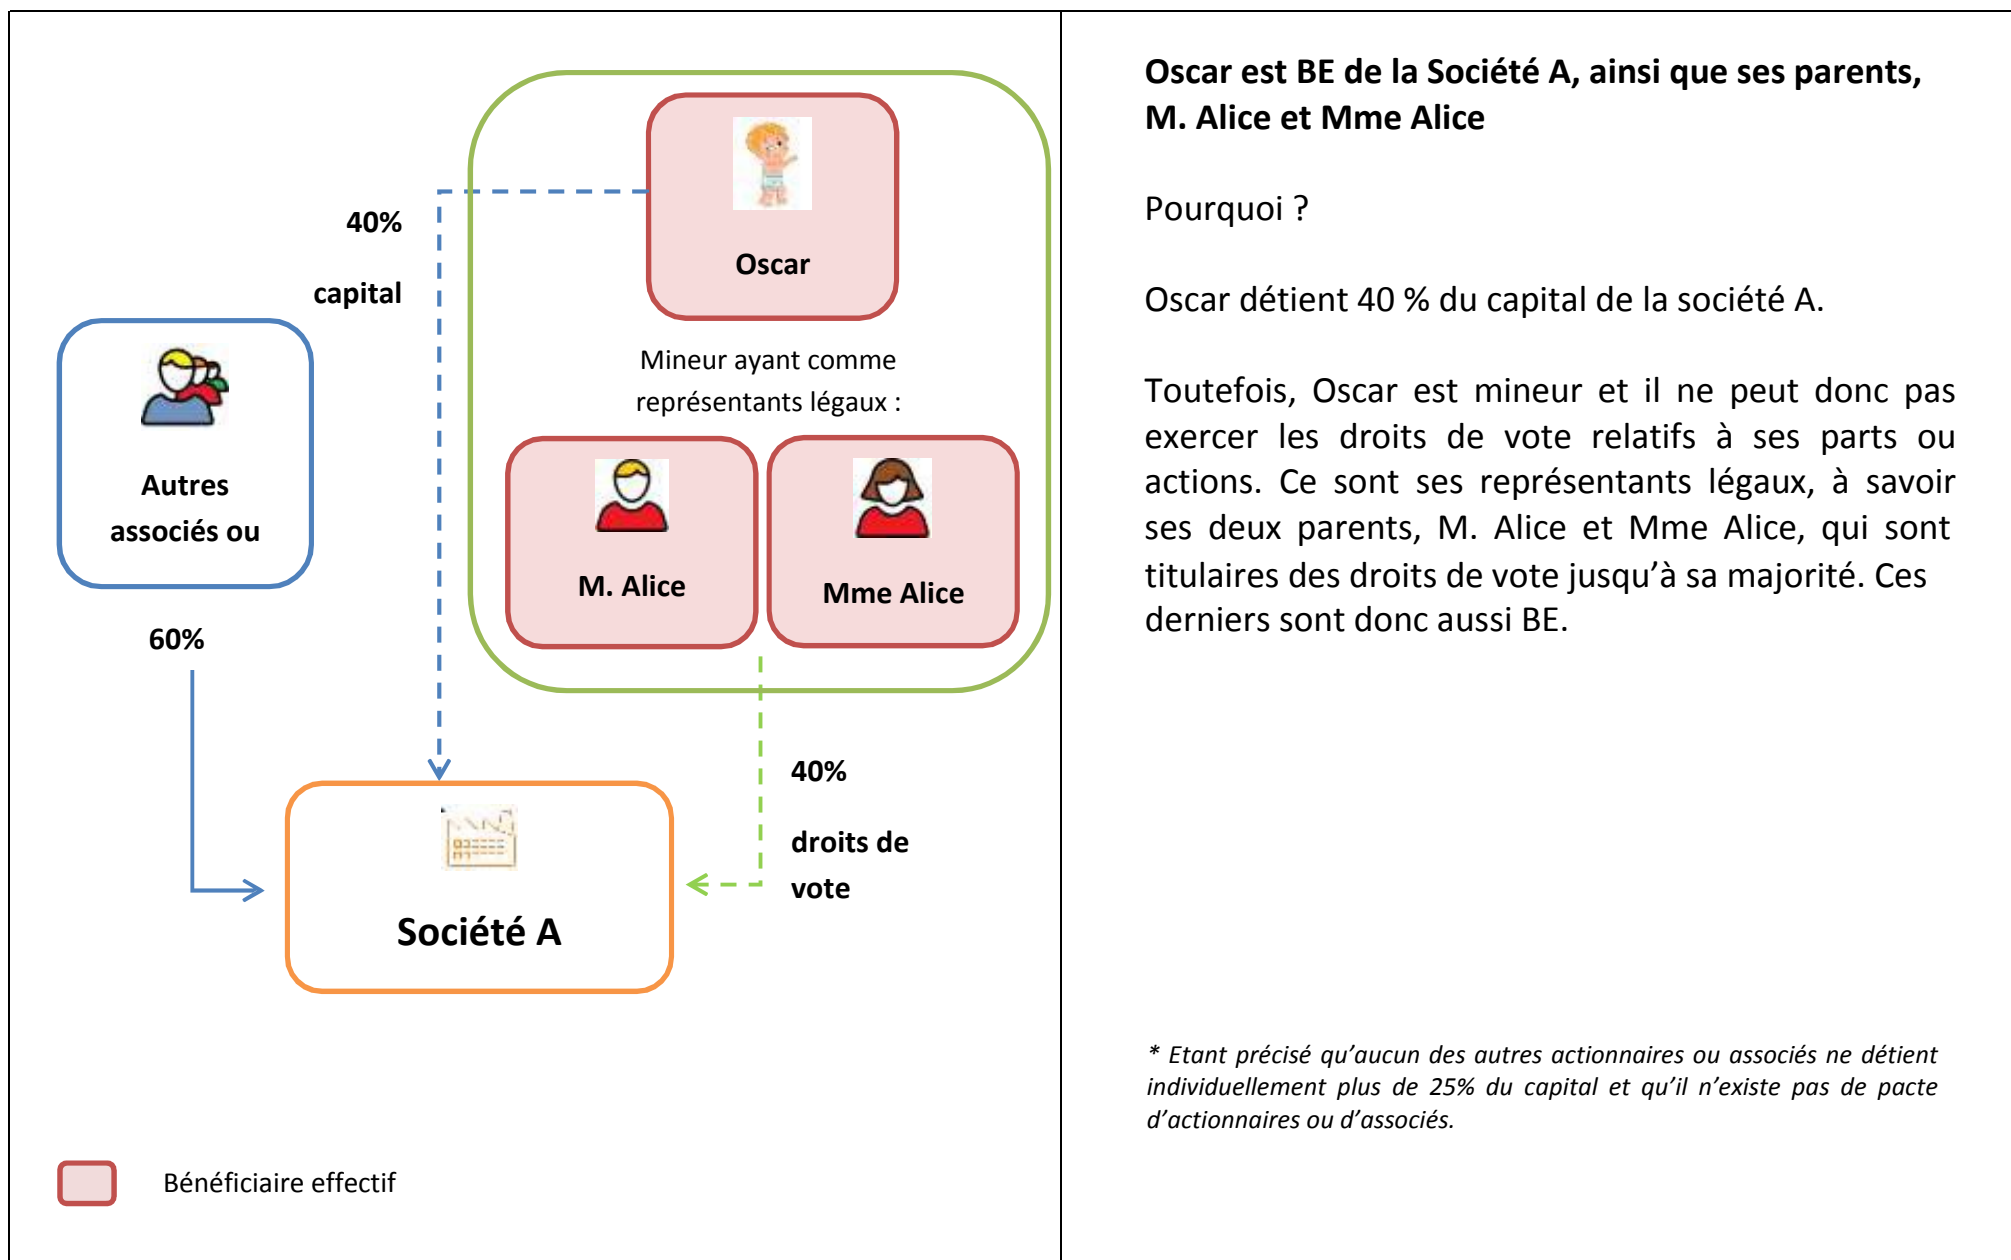 40%
capital
Oscar
Mineur ayant comme
représentants légaux :
Autres
associés ou
M. Alice
Mme Alice
60%
40%
droits de
vote
Société A
Bénéficiaire effectif
Oscar est BE de la Société A, ainsi que ses parents,
M. Alice et Mme Alice
Pourquoi ?
Oscar détient 40 % du capital de la société A.
Toutefois, Oscar est mineur et il ne peut donc pas
exercer les droits de vote relatifs à ses parts ou
actions. Ce sont ses représentants légaux, à savoir
ses deux parents, M. Alice et Mme Alice, qui sont
titulaires des droits de vote jusqu’à sa majorité. Ces
derniers sont donc aussi BE.
* Etant précisé qu’aucun des autres actionnaires ou associés ne détient
individuellement plus de 25% du capital et qu’il n’existe pas de pacte
d’actionnaires ou d’associés.